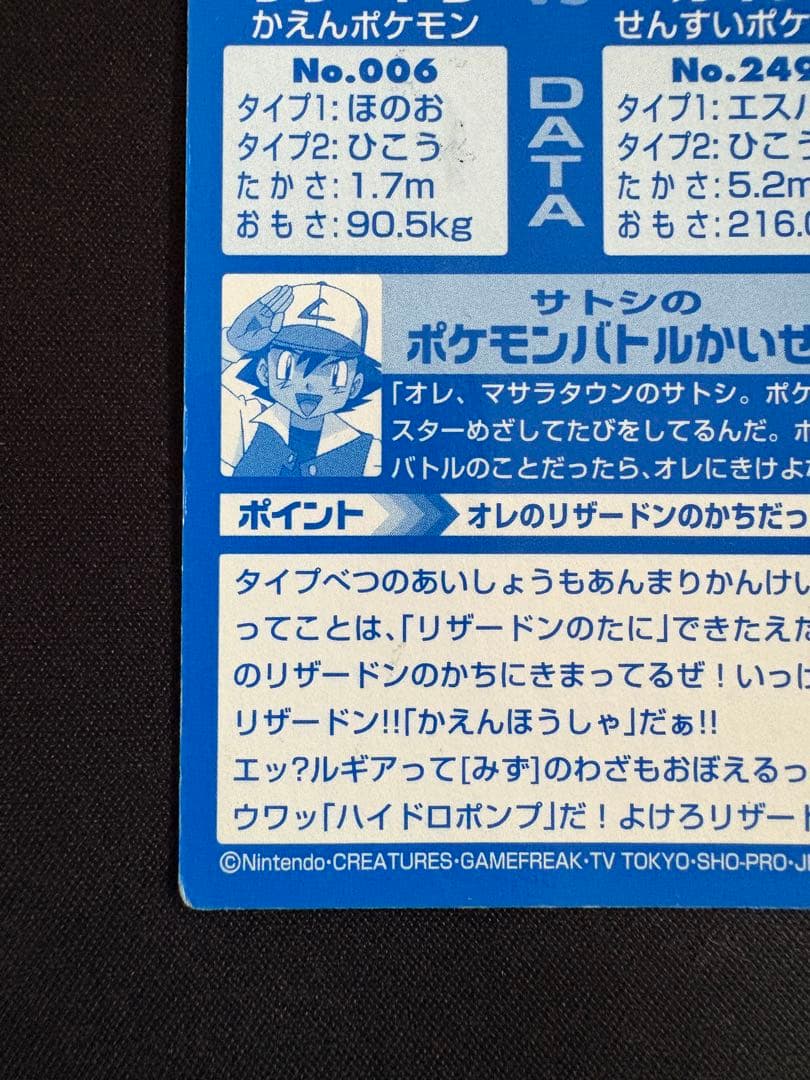 かえんポケモン
せんすいポケ
No.006
タイプ1:ほのお
タイプ2:ひこう
たかさ:1.7m
おもさ:90.5kg
DATA
No.249
タイプ1:エスパ
タイプ2:ひこう
たかさ:5.2m
おもさ:216.0
サトシの
ポケモンバトルかいせ
「オレ、マサラタウンのサトシ。ポケ
スターめざしてたびをしてるんだ。ポ
バトルのことだったら、オレにきけよな
ポイント
オレのリザードンのかちだっ
タイプべつのあいしょうもあんまりかんけい
ってことは、「リザードンのたに」できたえた
のリザードンのかちにきまってるぜ!いっけ
リザードン!!「かえんほうしゃ」だぁ!!
エッ?ルギアって[みず]のわざもおぼえるっ
ウワッ「ハイドロポンプ」だ!よけろリザード
©Nintendo・CREATURES・GAMEFREAK・TV TOKYO・SHO-PRO・JR